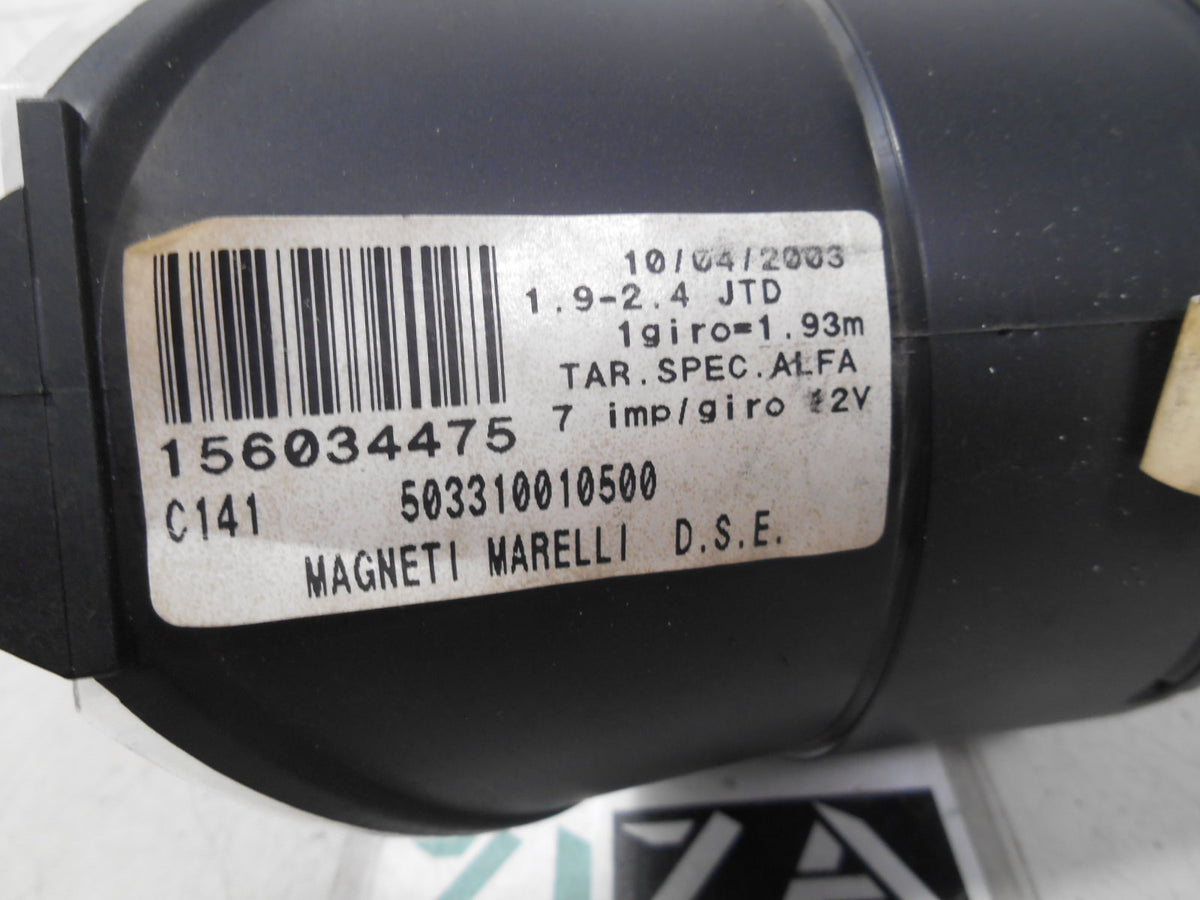 10/04/2003
1.9-2.4 JTD
1giro=1.93m
TAR.SPEC.ALFA
7 imp/giro 12V
156034475
C141 503310010500
MAGNETI MARELLI D.S.E.